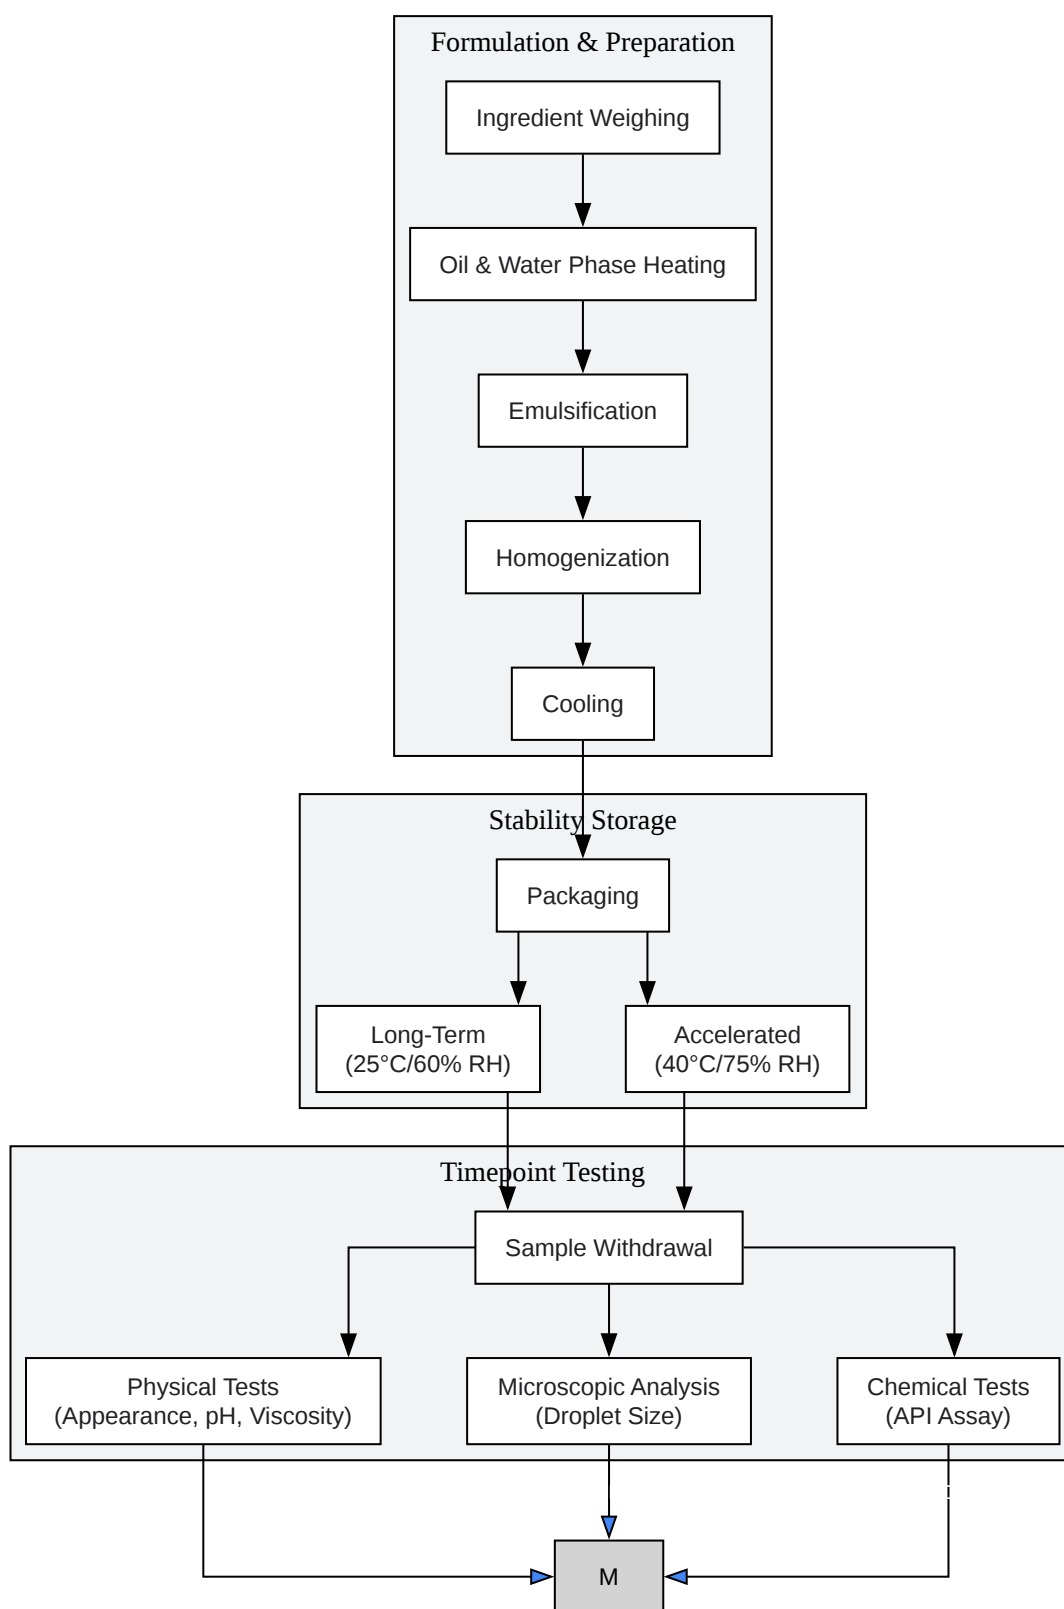 Formulation & Preparation
Ingredient Weighing
Oil & Water Phase Heating
Emulsification
Homogenization
Cooling
Stability Storage
Packaging
Long-Term
(25°C/60% RH)
Accelerated
(40°C/75% RH)
Timepoint Testing
Sample Withdrawal
Physical Tests
(Appearance, pH, Viscosity)
Microscopic Analysis
(Droplet Size)
Chemical Tests
(API Assay)
M